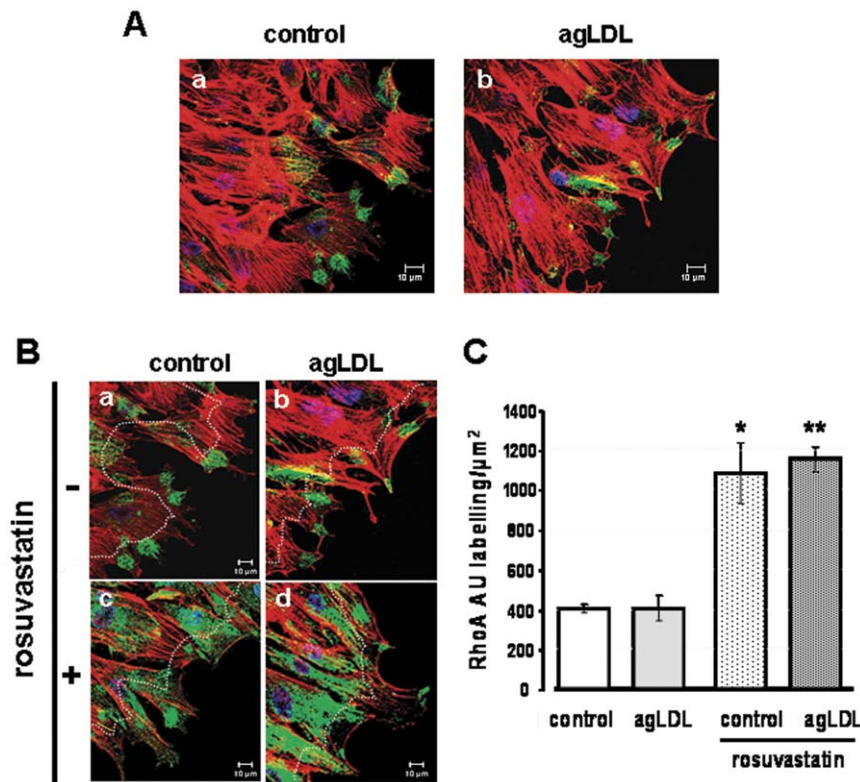 A
control agLDL
a b
10 µm 10 µm
B
control agLDL
rosuvastatin
-
+
a b
10 µm 10 µm
c d
10 µm 10 µm
C
RhoA AU labelling/µm²
1400
1200
1000
800
600
400
200
0
* **
control agLDL control agLDL
rosuvastatin